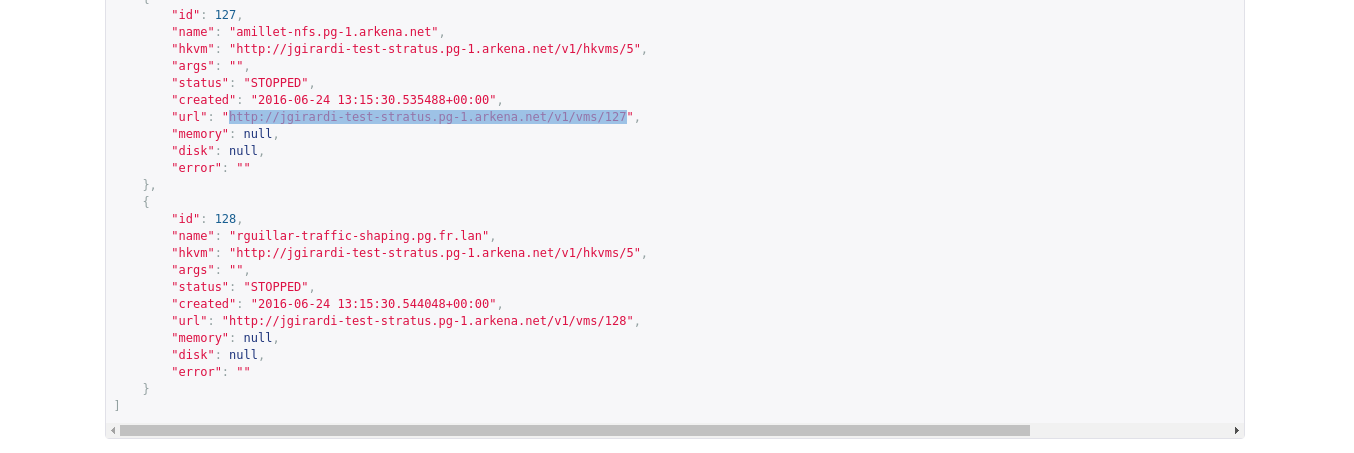 {
"id": 127,
"name": "amillet-nfs.pg-1.arkena.net",
"hkvm": "http://jgirardi-test-stratus.pg-1.arkena.net/v1/hkvms/5",
"args": "",
"status": "STOPPED",
"created": "2016-06-24 13:15:30.535488+00:00",
"url": "http://jgirardi-test-stratus.pg-1.arkena.net/v1/vms/127",
"memory": null,
"disk": null,
"error": ""
},
{
"id": 128,
"name": "rguillar-traffic-shaping.pg.fr.lan",
"hkvm": "http://jgirardi-test-stratus.pg-1.arkena.net/v1/hkvms/5",
"args": "",
"status": "STOPPED",
"created": "2016-06-24 13:15:30.544048+00:00",
"url": "http://jgirardi-test-stratus.pg-1.arkena.net/v1/vms/128",
"memory": null,
"disk": null,
"error": ""
}
]